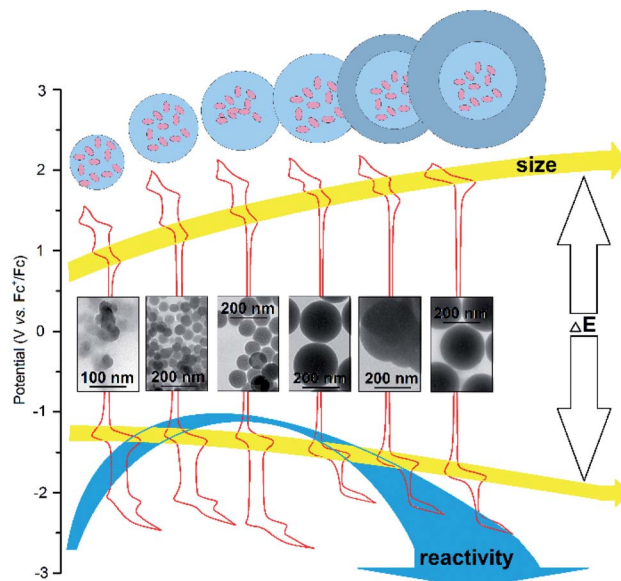 3
2
1
0
-1
-2
-3
Potential (V vs. Fc⁺/Fc)
size
100 nm
200 nm
200 nm
200 nm
200 nm
200 nm
ΔE
reactivity